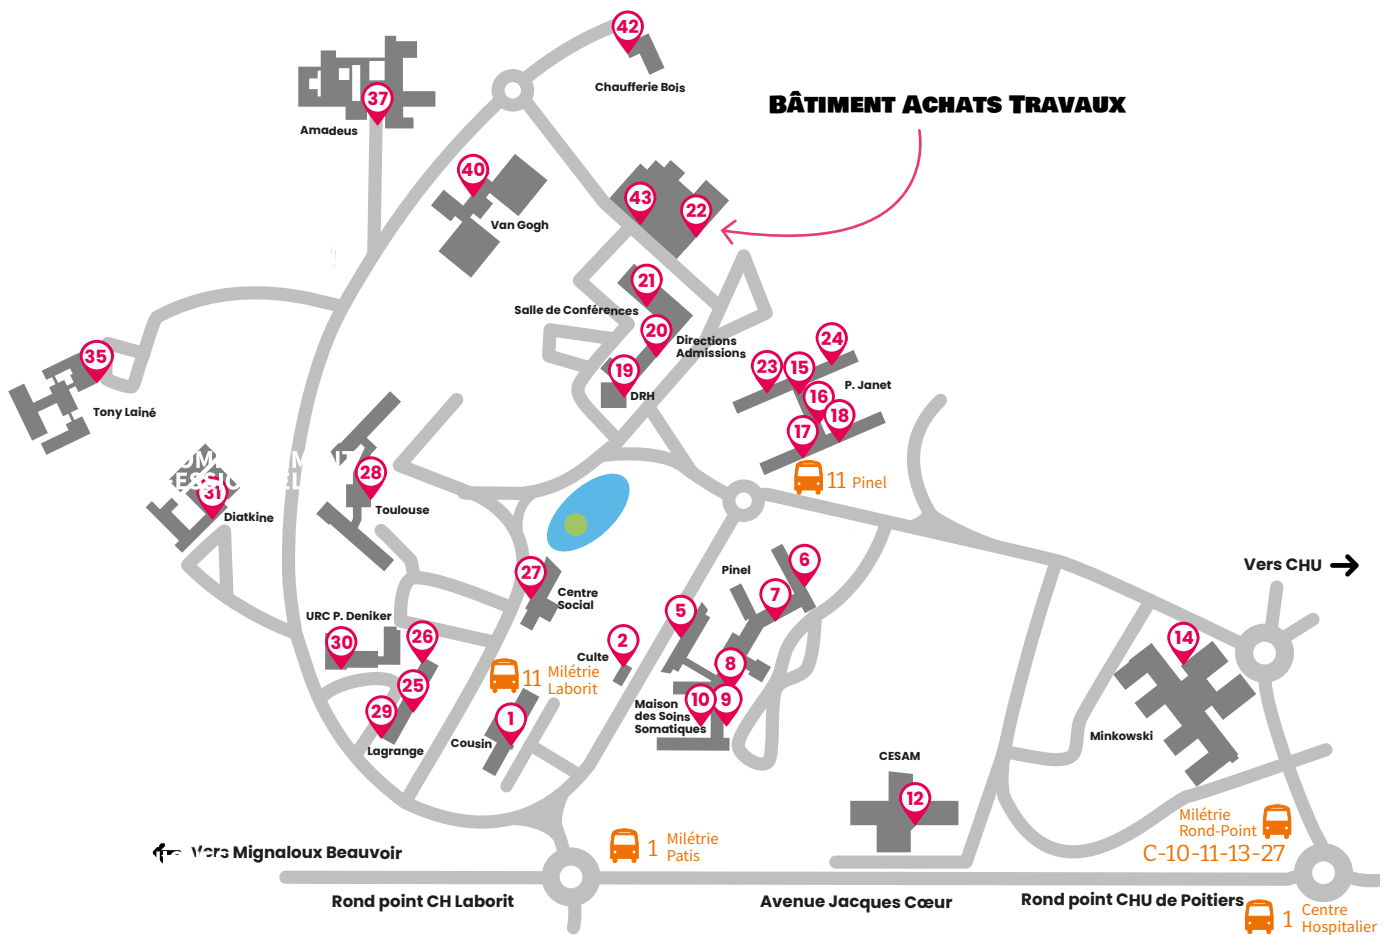 42
Chaufferie Bois
37
Amadeus
BÂTIMENT ACHATS TRAVAUX
40
Van Gogh
43
22
21
Salle de Conférences
20
Directions
Admissions
19
DRH
24
23
15
P. Janet
16
18
17
11 Pinel
35
Tony Lainé
28
Toulouse
31
Diatkine
27
Centre
Social
Pinel
6
7
5
Vers CHU
URC P. Deniker
30
26
2
Culte
8
14
25
11
Milétrie
Laborit
10
9
Maison
des Soins
Somatiques
29
Lagrange
1
Cousin
Minkowski
CESAM
12
Milétrie
Rond-Point
C-10-11-13-27
1
Milétrie
Patis
Vers Mignaloux Beauvoir
Rond point CH Laborit
Avenue Jacques Cœur
Rond point CHU de Poitiers
1
Centre
Hospitalier